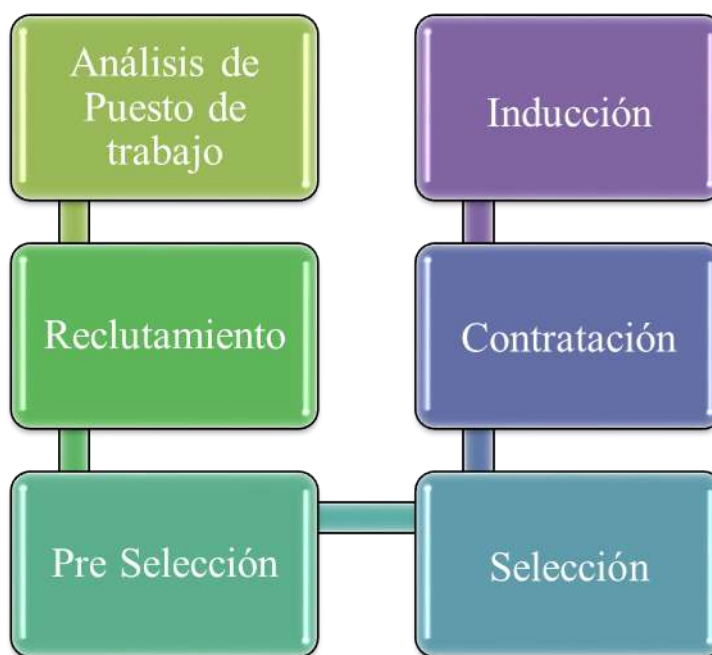 Análisis de
Puesto de
trabajo
Reclutamiento
Pre Selección
Selección
Contratación
Inducción